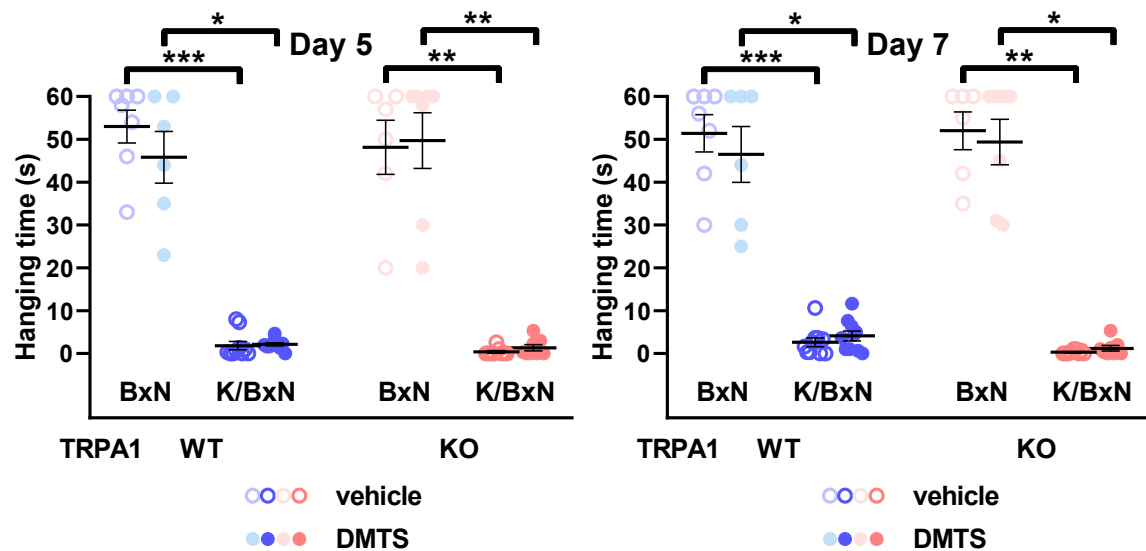 * **
Day 5
*** **
Hanging time (s)
60
50
40
30
20
10
0
BxN K/BxN BxN K/BxN
TRPA1 WT KO
vehicle
DMTS
* *
Day 7
*** **
Hanging time (s)
60
50
40
30
20
10
0
BxN K/BxN BxN K/BxN
TRPA1 WT KO
vehicle
DMTS